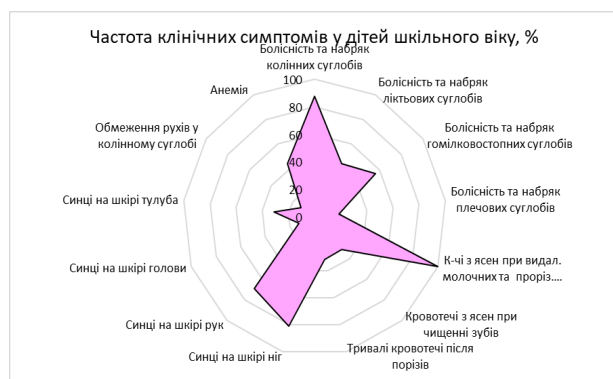 Частота клінічних симптомів у дітей шкільного віку, %
Болісність та набряк
колінних суглобів
Болісність та набряк
ліктьових суглобів
Болісність та набряк
гомілковостопних суглобів
Болісність та набряк
плечових суглобів
К-чі з ясен при видал.
молочних та проріз....
Кровотечі з ясен при
чищенні зубів
Тривалі кровотечі після
порізів
Синці на шкірі ніг
Синці на шкірі рук
Синці на шкірі голови
Синці на шкірі тулуба
Обмеження рухів у
колінному суглобі
Анемія
100
80
60
40
20
0